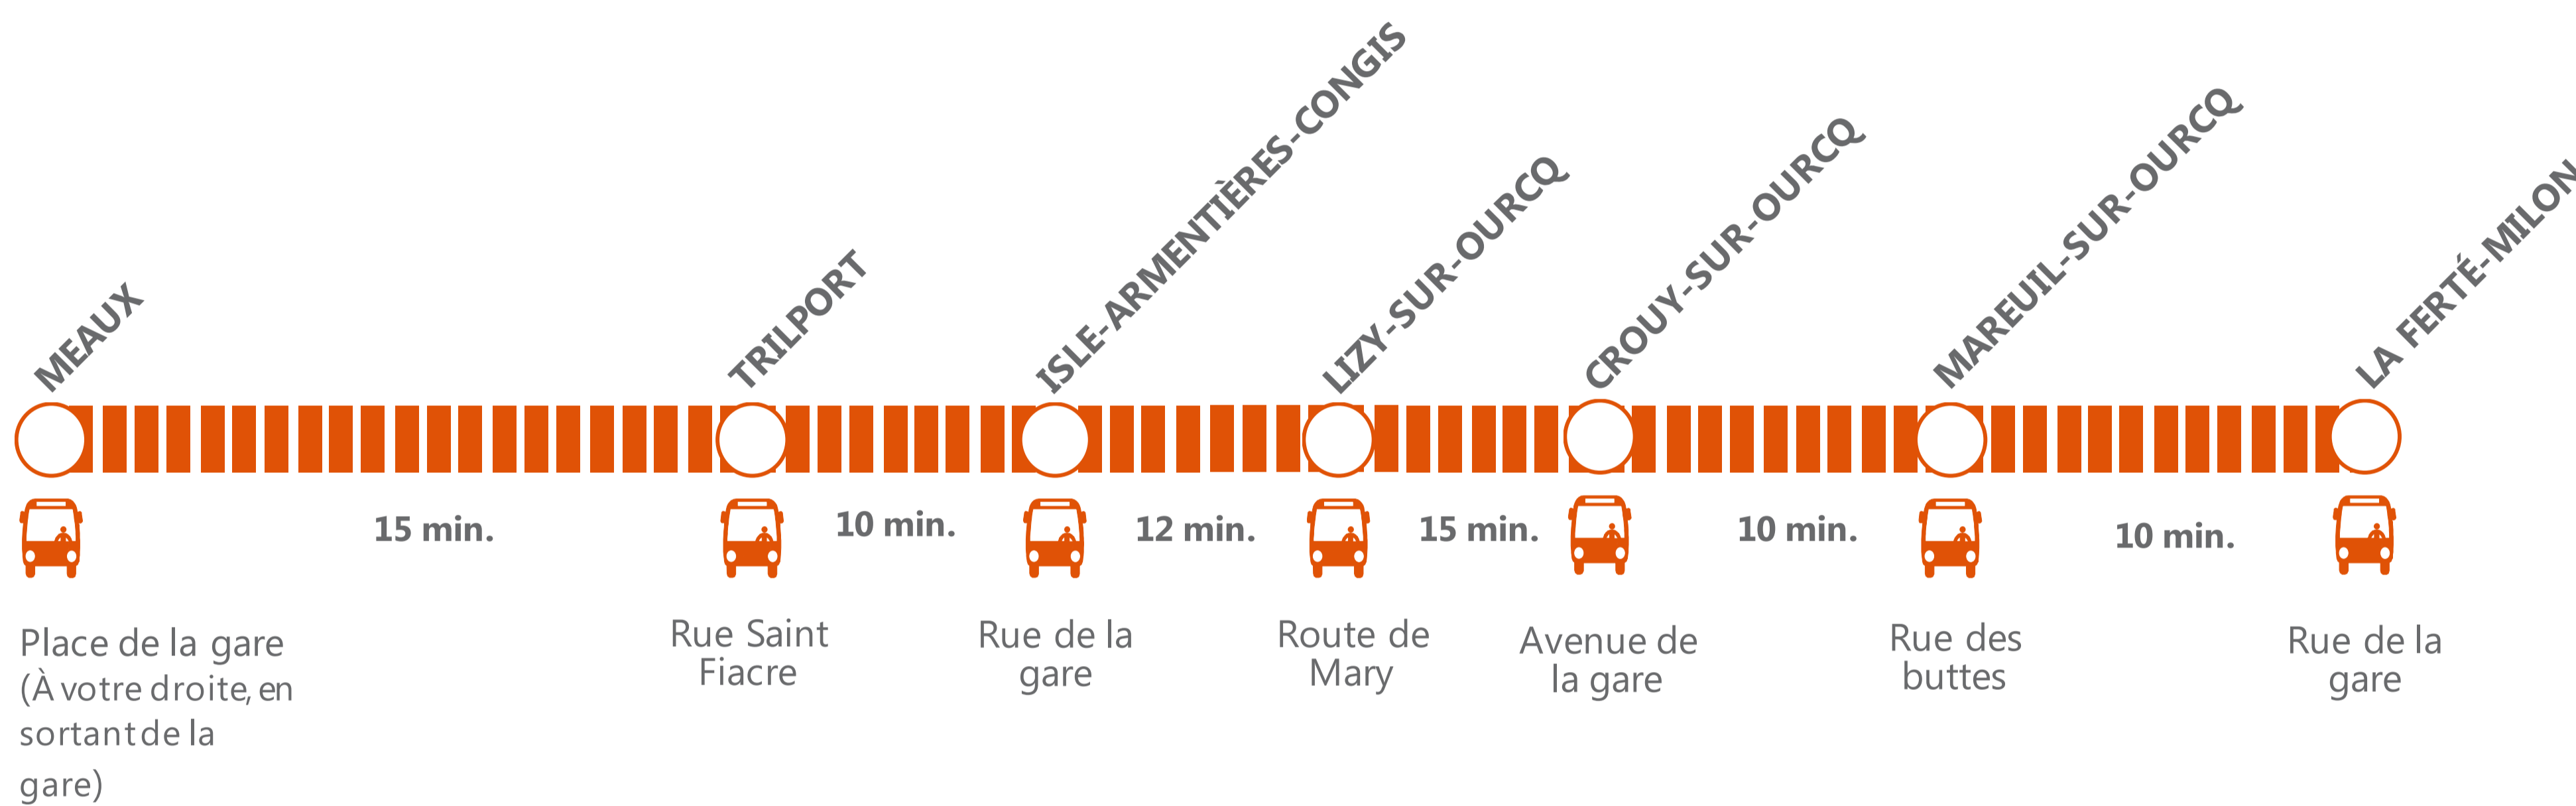 MEAUX
TRILPORT
ISLE-ARMENTIÈRES-CONGIS
LIZY-SUR-OURCQ
CROUY-SUR-OURCQ
MAREUIL-SUR-OURCQ
LA FERTÉ-MILON
15 min.
10 min.
12 min.
15 min.
10 min.
10 min.
Place de la gare
(À votre droite, en
sortant de la
gare)
Rue Saint
Fiacre
Rue de la
gare
Route de
Mary
Avenue de
la gare
Rue des
buttes
Rue de la
gare